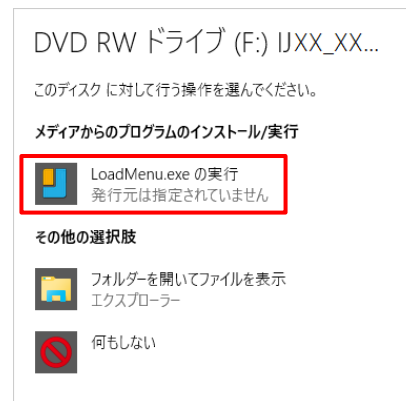 DVD RW ドライブ (F:) IJXX_XX...
このディスク に対して行う操作を選んでください。
メディアからのプログラムのインストール/実行
LoadMenu.exe の実行
発行元は指定されていません
その他の選択肢
フォルダーを開いてファイルを表示
エクスプローラー
何もしない